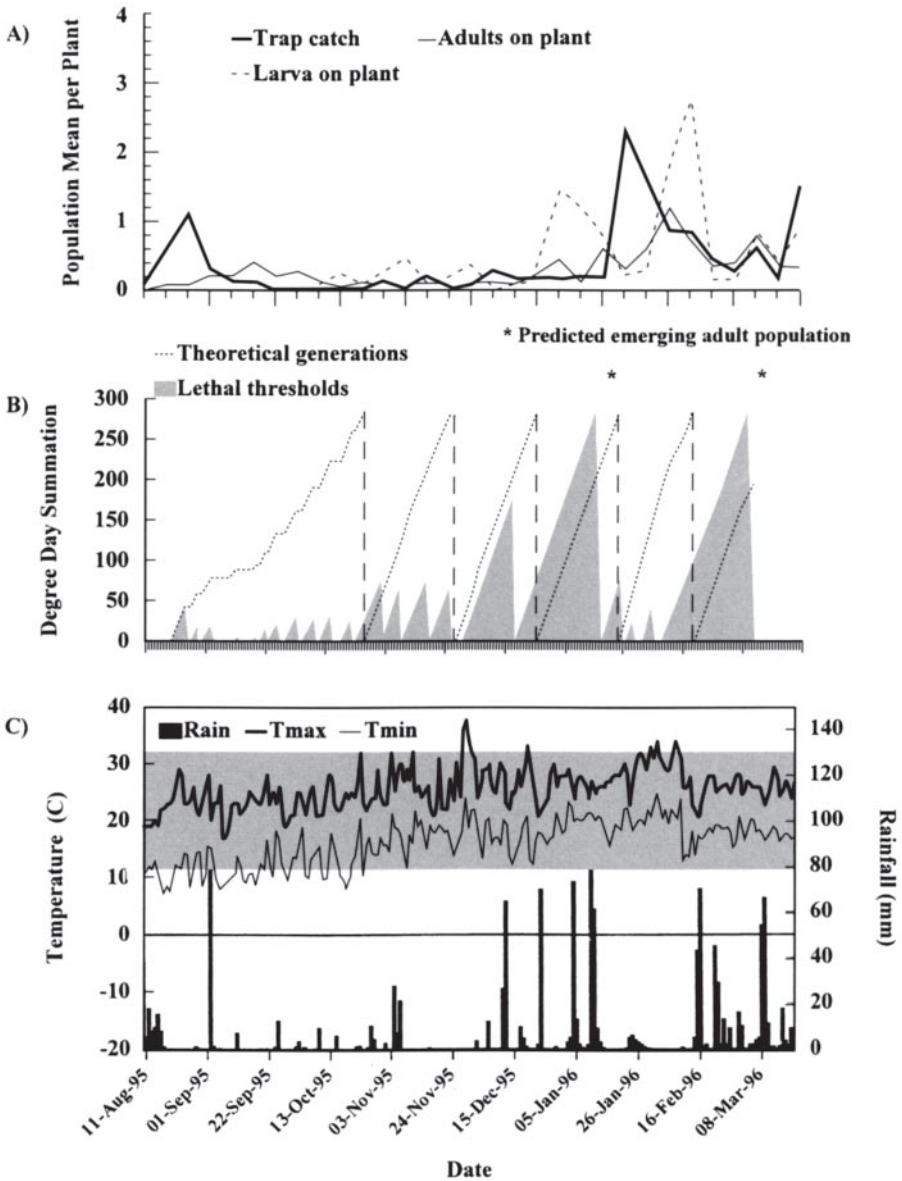 A)
4
3
2
1
0
Population Mean per Plant
Trap catch
Adults on plant
Larva on plant
* Predicted emerging adult population
Theoretical generations
Lethal thresholds
*
*
B)
300
250
200
150
100
50
0
Degree Day Summation
C)
40
30
20
10
0
-10
-20
Temperature (C)
Rain
Tmax
Tmin
140
120
100
80
60
40
20
0
Rainfall (mm)
11-Aug-95
01-Sep-95
22-Sep-95
13-Oct-95
03-Nov-95
24-Nov-95
15-Dec-95
05-Jan-96
26-Jan-96
16-Feb-96
08-Mar-96
Date